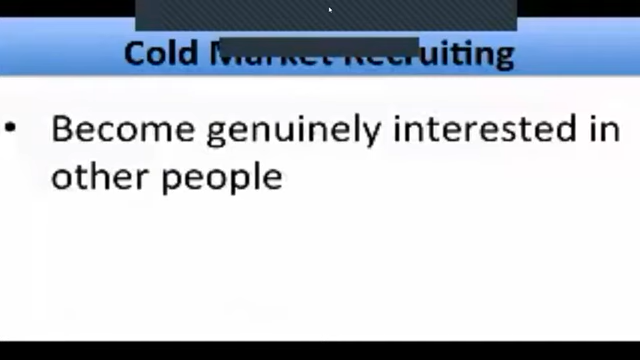 Cold Market Recruiting
• Become genuinely interested in
other people